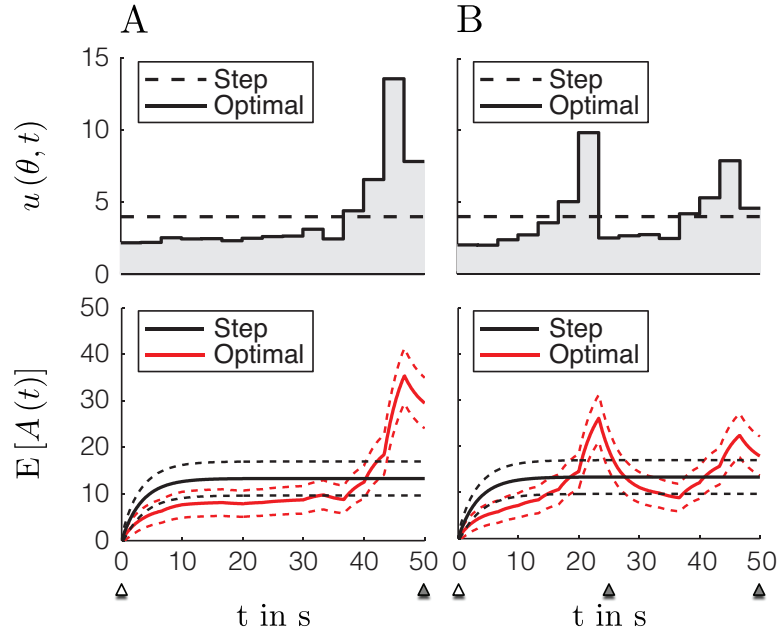 A
B
u (θ, t)
15
10
5
0
Step
Optimal
Step
Optimal
E [A (t)]
50
40
30
20
10
0
Step
Optimal
Step
Optimal
0 10 20 30 40 50
0 10 20 30 40 50
t in s
t in s